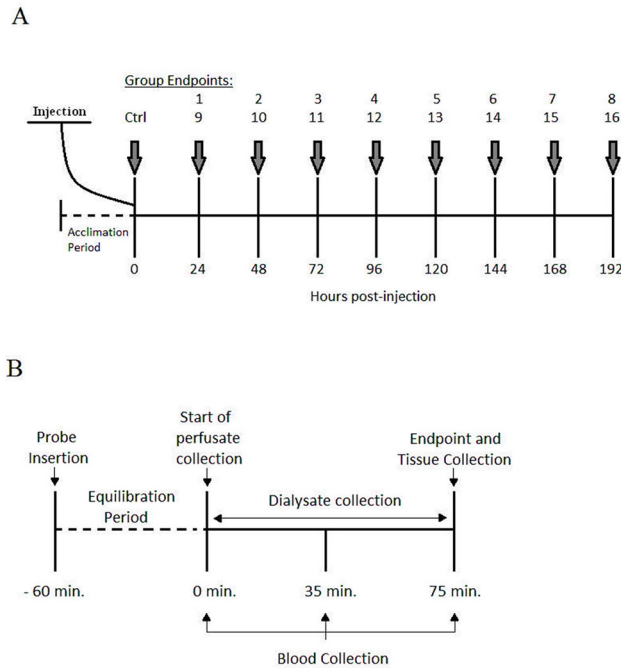 A
Group Endpoints:
1 2 3 4 5 6 7 8
Injection
Ctrl 9 10 11 12 13 14 15 16
Acclimation
Period
0 24 48 72 96 120 144 168 192
Hours post-injection
B
Start of
perfusate
collection
Probe
Insertion
Endpoint and
Tissue Collection
Equilibration
Period
Dialysate collection
- 60 min. 0 min. 35 min. 75 min.
Blood Collection